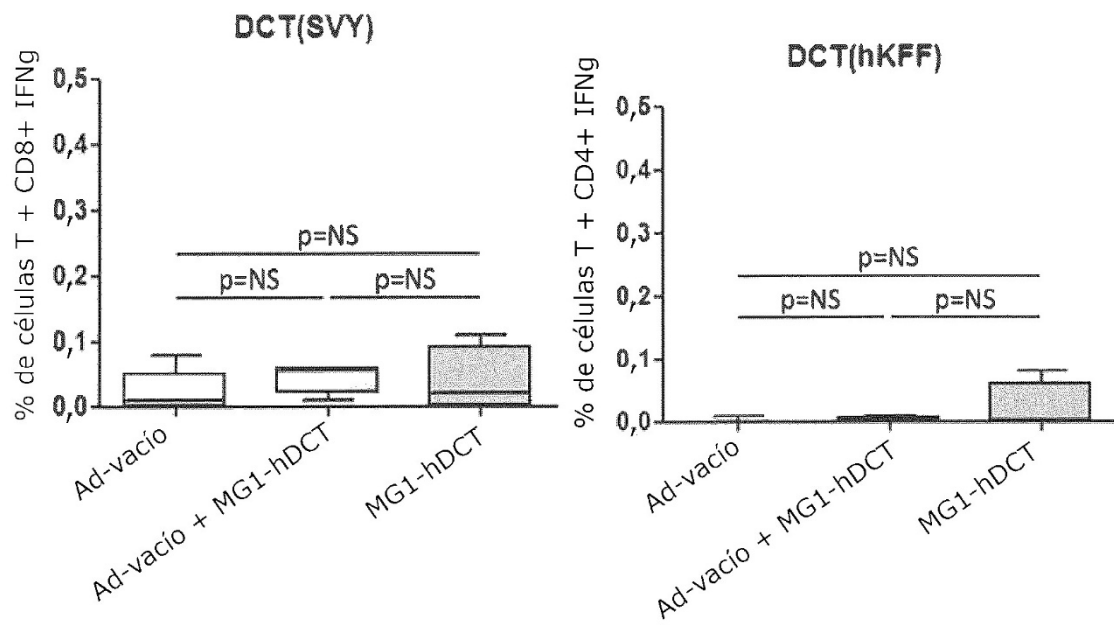 DCT(SVY)
% de células T + CD8+ IFNg
0,5
0,4
0,3
0,2
0,1
0,0
p=NS
p=NS
p=NS
Ad-vacío
Ad-vacío + MG1-hDCT
MG1-hDCT
DCT(hKFF)
% de células T + CD4+ IFNg
0,5
0,4
0,3
0,2
0,1
0,0
p=NS
p=NS
p=NS
Ad-vacío
Ad-vacío + MG1-hDCT
MG1-hDCT